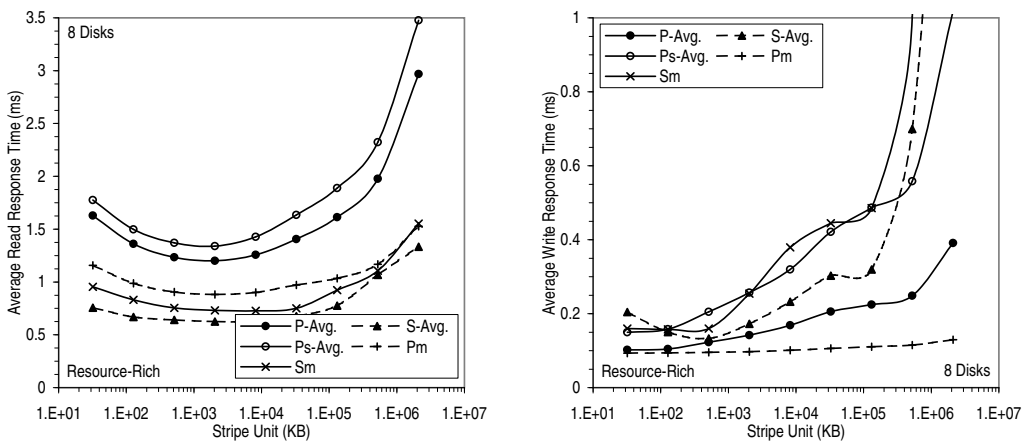 3.5
3
2.5
2
1.5
1
0.5
0
Average Read Response Time (ms)
8 Disks
Resource-Rich
P-Avg.
S-Avg.
Ps-Avg.
Pm
Sm
1.E+01 1.E+02 1.E+03 1.E+04 1.E+05 1.E+06 1.E+07
Stripe Unit (KB)
1
0.8
0.6
0.4
0.2
0
Average Write Response Time (ms)
P-Avg.
S-Avg.
Ps-Avg.
Pm
Sm
Resource-Rich
8 Disks
1.E+01 1.E+02 1.E+03 1.E+04 1.E+05 1.E+06 1.E+07
Stripe Unit (KB)